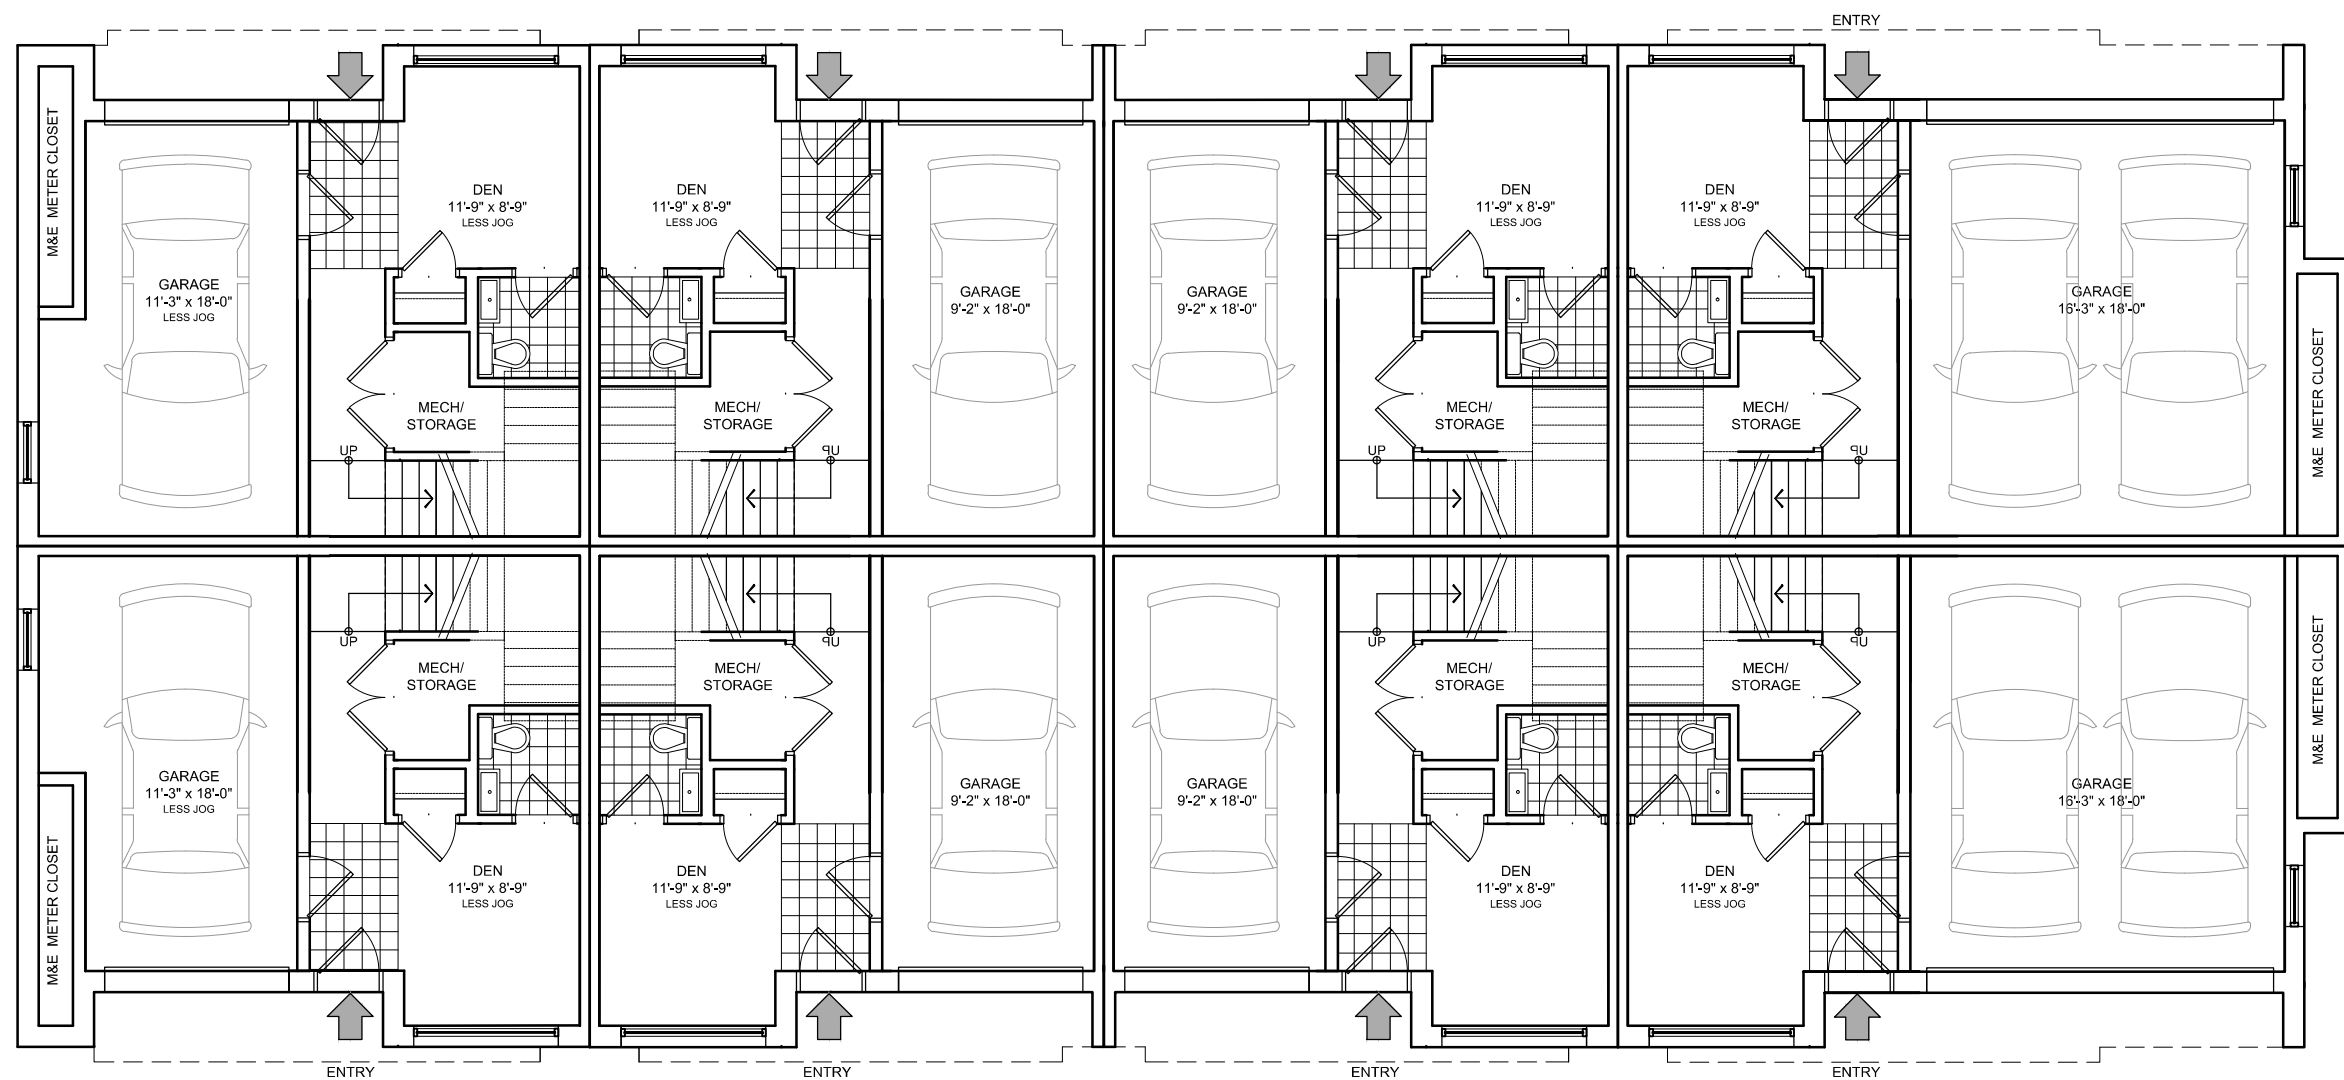 ENTRY
M&E METER CLOSET
GARAGE
11'-3" x 18'-0"
LESS JOG
DEN
11'-9" x 8'-9"
LESS JOG
MECH/
STORAGE
UP
DEN
11'-9" x 8'-9"
LESS JOG
MECH/
STORAGE
UP
GARAGE
9'-2" x 18'-0"
GARAGE
9'-2" x 18'-0"
DEN
11'-9" x 8'-9"
LESS JOG
MECH/
STORAGE
UP
DEN
11'-9" x 8'-9"
LESS JOG
MECH/
STORAGE
UP
GARAGE
16'-3" x 18'-0"
M&E METER CLOSET
M&E METER CLOSET
GARAGE
11'-3" x 18'-0"
LESS JOG
UP
MECH/
STORAGE
DEN
11'-9" x 8'-9"
LESS JOG
UP
MECH/
STORAGE
DEN
11'-9" x 8'-9"
LESS JOG
GARAGE
9'-2" x 18'-0"
GARAGE
9'-2" x 18'-0"
UP
MECH/
STORAGE
DEN
11'-9" x 8'-9"
LESS JOG
UP
MECH/
STORAGE
DEN
11'-9" x 8'-9"
LESS JOG
GARAGE
16'-3" x 18'-0"
M&E METER CLOSET
ENTRY
ENTRY
ENTRY
ENTRY